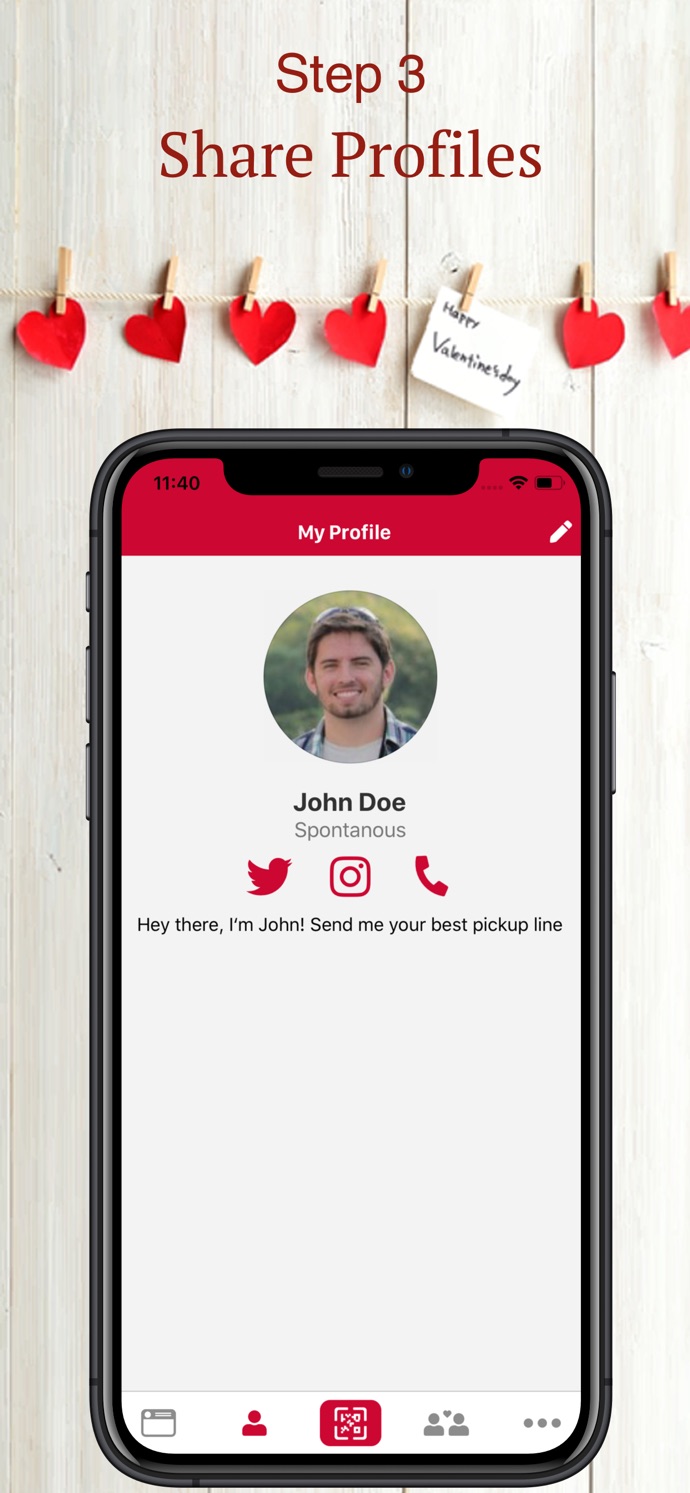 Step 3
Share Profiles
Happy
Valentinesday
11:40
My Profile
John Doe
Spontanous
Hey there, I'm John! Send me your best pickup line